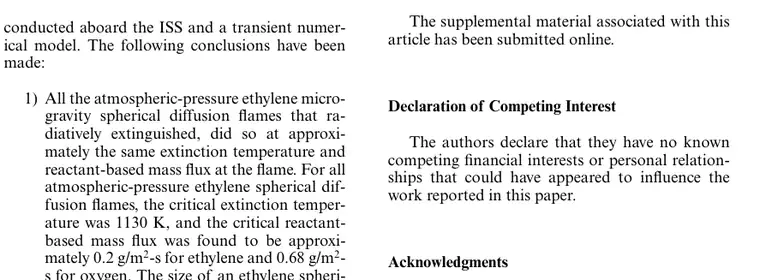 conducted aboard the ISS and a transient numer-
ical model. The following conclusions have been
made:
1) All the atmospheric-pressure ethylene micro-
gravity spherical diffusion flames that ra-
diatively extinguished, did so at approxi-
mately the same extinction temperature and
reactant-based mass flux at the flame. For all
atmospheric-pressure ethylene spherical dif-
fusion flames, the critical extinction temper-
ature was 1130 K, and the critical reactant-
based mass flux was found to be approxi-
mately 0.2 g/m²-s for ethylene and 0.68 g/m²-
s for oxygen. The size of an ethylene spheri-
The supplemental material associated with this
article has been submitted online.
Declaration of Competing Interest
The authors declare that they have no known
competing financial interests or personal relation-
ships that could have appeared to influence the
work reported in this paper.
Acknowledgments